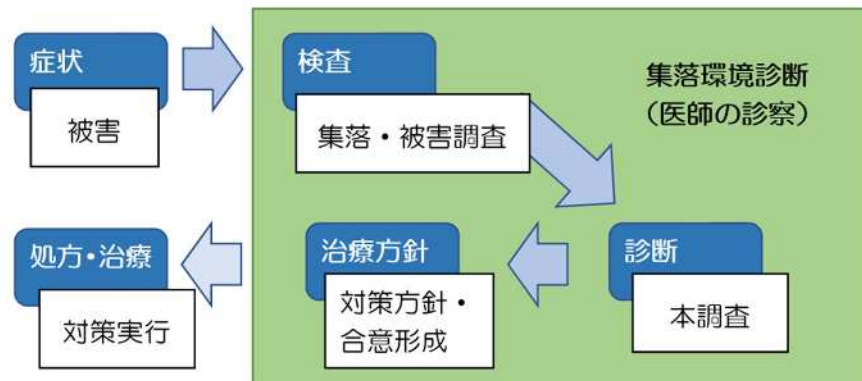 症状
被害
検査
集落・被害調査
集落環境診断
（医師の診察）
診断
本調査
治療方針
対策方針・
合意形成
処方・治療
対策実行